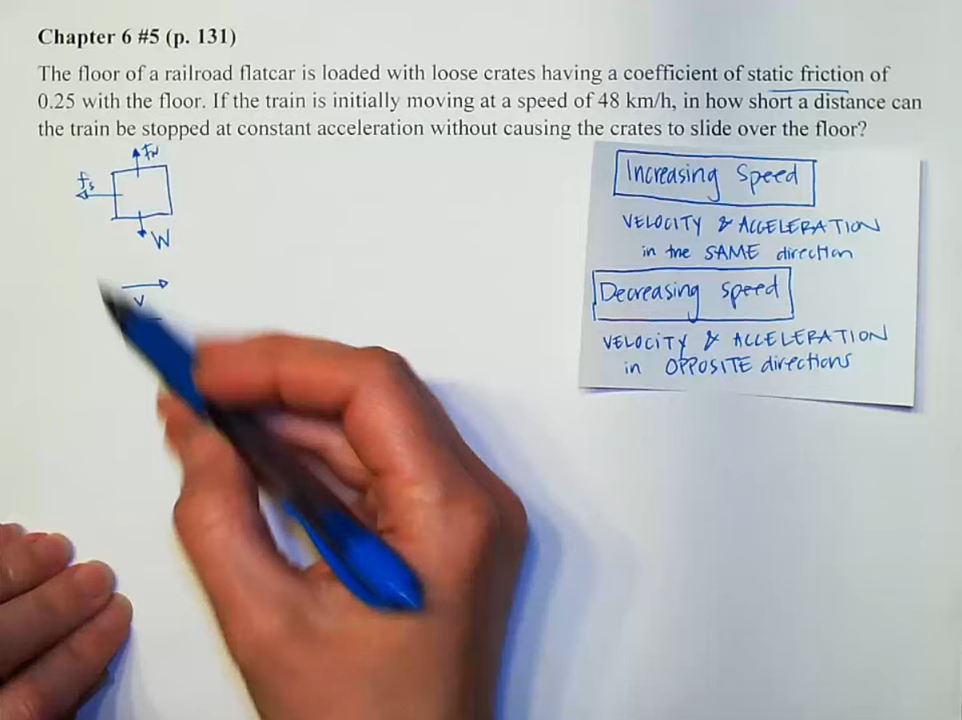 Chapter 6 #5 (p. 131)
The floor of a railroad flatcar is loaded with loose crates having a coefficient of static friction of
0.25 with the floor. If the train is initially moving at a speed of 48 km/h, in how short a distance can
the train be stopped at constant acceleration without causing the crates to slide over the floor?
FN
fs
W
v
Increasing Speed
VELOCITY & ACCELERATION
in the SAME direction
Decreasing speed
VELOCITY & ACCELERATION
in OPPOSITE directions